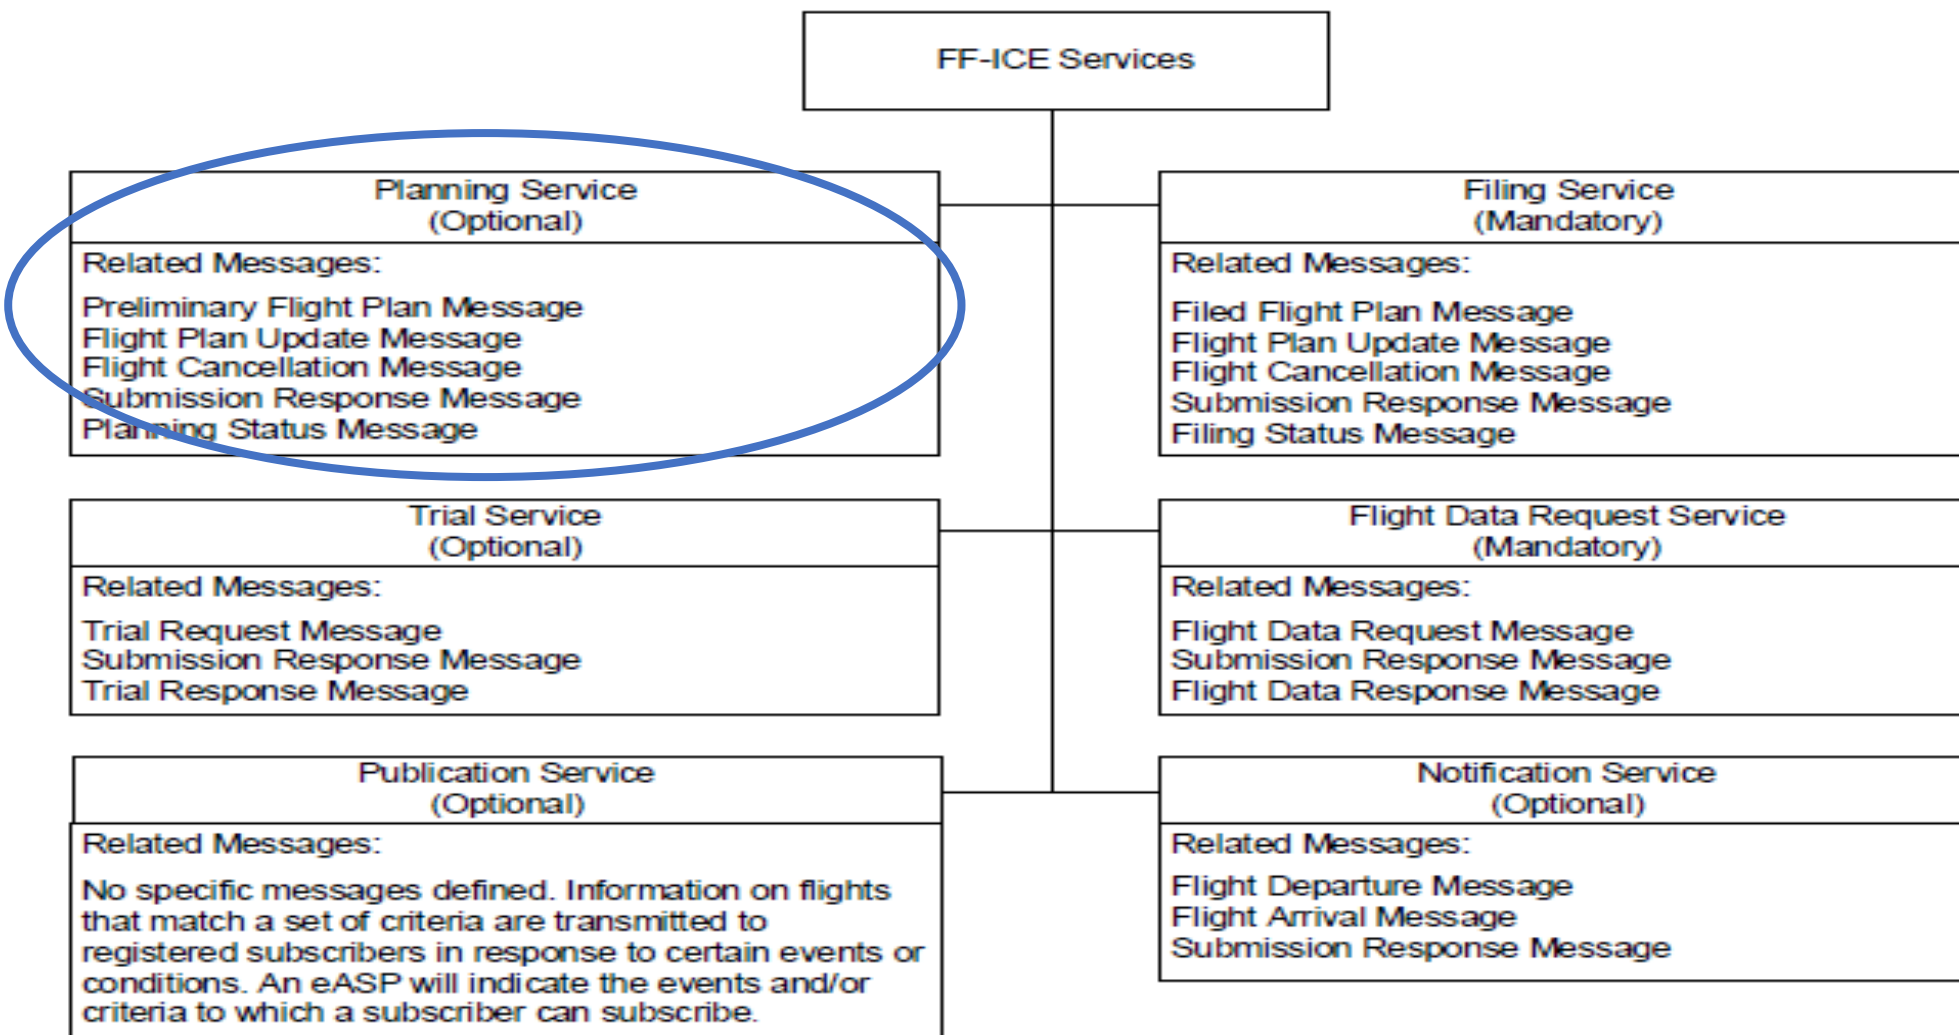 FF-ICE Services
Planning Service
(Optional)
Related Messages:
Preliminary Flight Plan Message
Flight Plan Update Message
Flight Cancellation Message
Submission Response Message
Planning Status Message
Filing Service
(Mandatory)
Related Messages:
Filed Flight Plan Message
Flight Plan Update Message
Flight Cancellation Message
Submission Response Message
Filing Status Message
Trial Service
(Optional)
Related Messages:
Trial Request Message
Submission Response Message
Trial Response Message
Flight Data Request Service
(Mandatory)
Related Messages:
Flight Data Request Message
Submission Response Message
Flight Data Response Message
Publication Service
(Optional)
Related Messages:
No specific messages defined. Information on flights
that match a set of criteria are transmitted to
registered subscribers in response to certain events or
conditions. An eASP will indicate the events and/or
criteria to which a subscriber can subscribe.
Notification Service
(Optional)
Related Messages:
Flight Departure Message
Flight Arrival Message
Submission Response Message